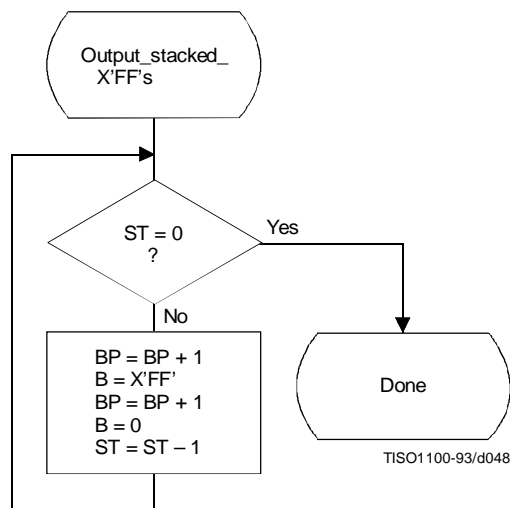 Output_stacked_
X'FF's
ST = 0
?
Yes
No
BP = BP + 1
B = X'FF'
BP = BP + 1
B = 0
ST = ST – 1
Done
TISO1100-93/d048